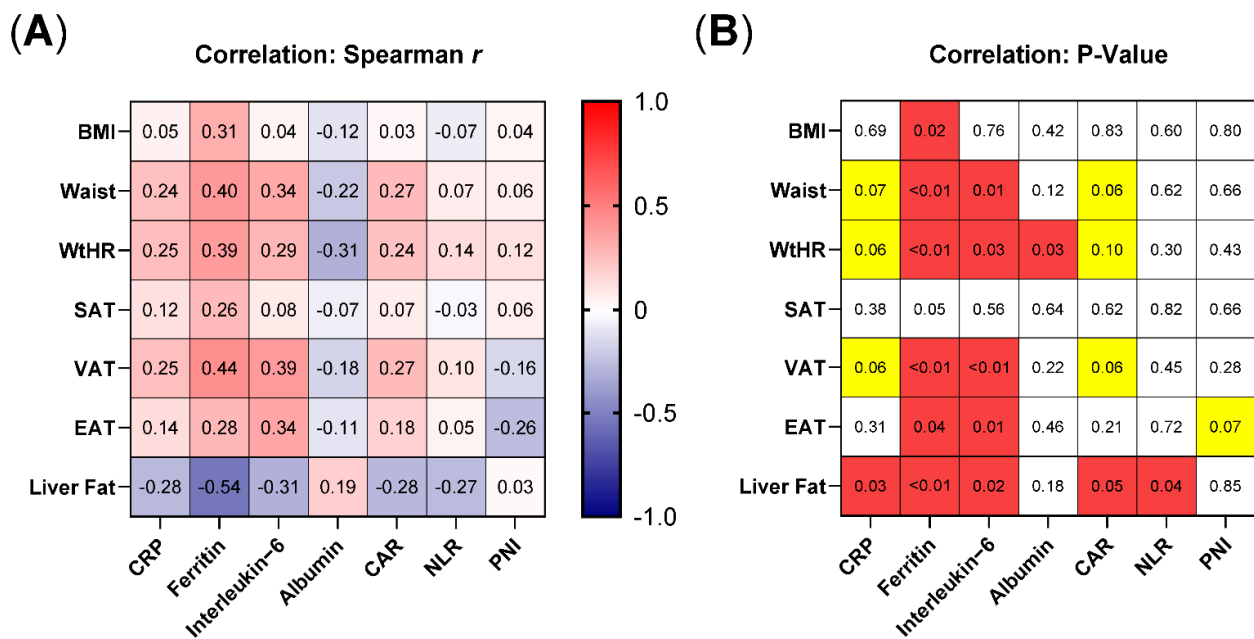 (A)
Correlation: Spearman r
BMI 0.05 0.31 0.04 -0.12 0.03 -0.07 0.04
Waist 0.24 0.40 0.34 -0.22 0.27 0.07 0.06
WtHR 0.25 0.39 0.29 -0.31 0.24 0.14 0.12
SAT 0.12 0.26 0.08 -0.07 0.07 -0.03 0.06
VAT 0.25 0.44 0.39 -0.18 0.27 0.10 -0.16
EAT 0.14 0.28 0.34 -0.11 0.18 0.05 -0.26
Liver Fat -0.28 -0.54 -0.31 0.19 -0.28 -0.27 0.03
CRP Ferritin Interleukin-6 Albumin CAR NLR PNI
1.0
0.5
0
-0.5
-1.0
(B)
Correlation: P-Value
BMI 0.69 0.02 0.76 0.42 0.83 0.60 0.80
Waist 0.07 <0.01 0.01 0.12 0.06 0.62 0.66
WtHR 0.06 <0.01 0.03 0.03 0.10 0.30 0.43
SAT 0.38 0.05 0.56 0.64 0.62 0.82 0.66
VAT 0.06 <0.01 <0.01 0.22 0.06 0.45 0.28
EAT 0.31 0.04 0.01 0.46 0.21 0.72 0.07
Liver Fat 0.03 <0.01 0.02 0.18 0.05 0.04 0.85
CRP Ferritin Interleukin-6 Albumin CAR NLR PNI